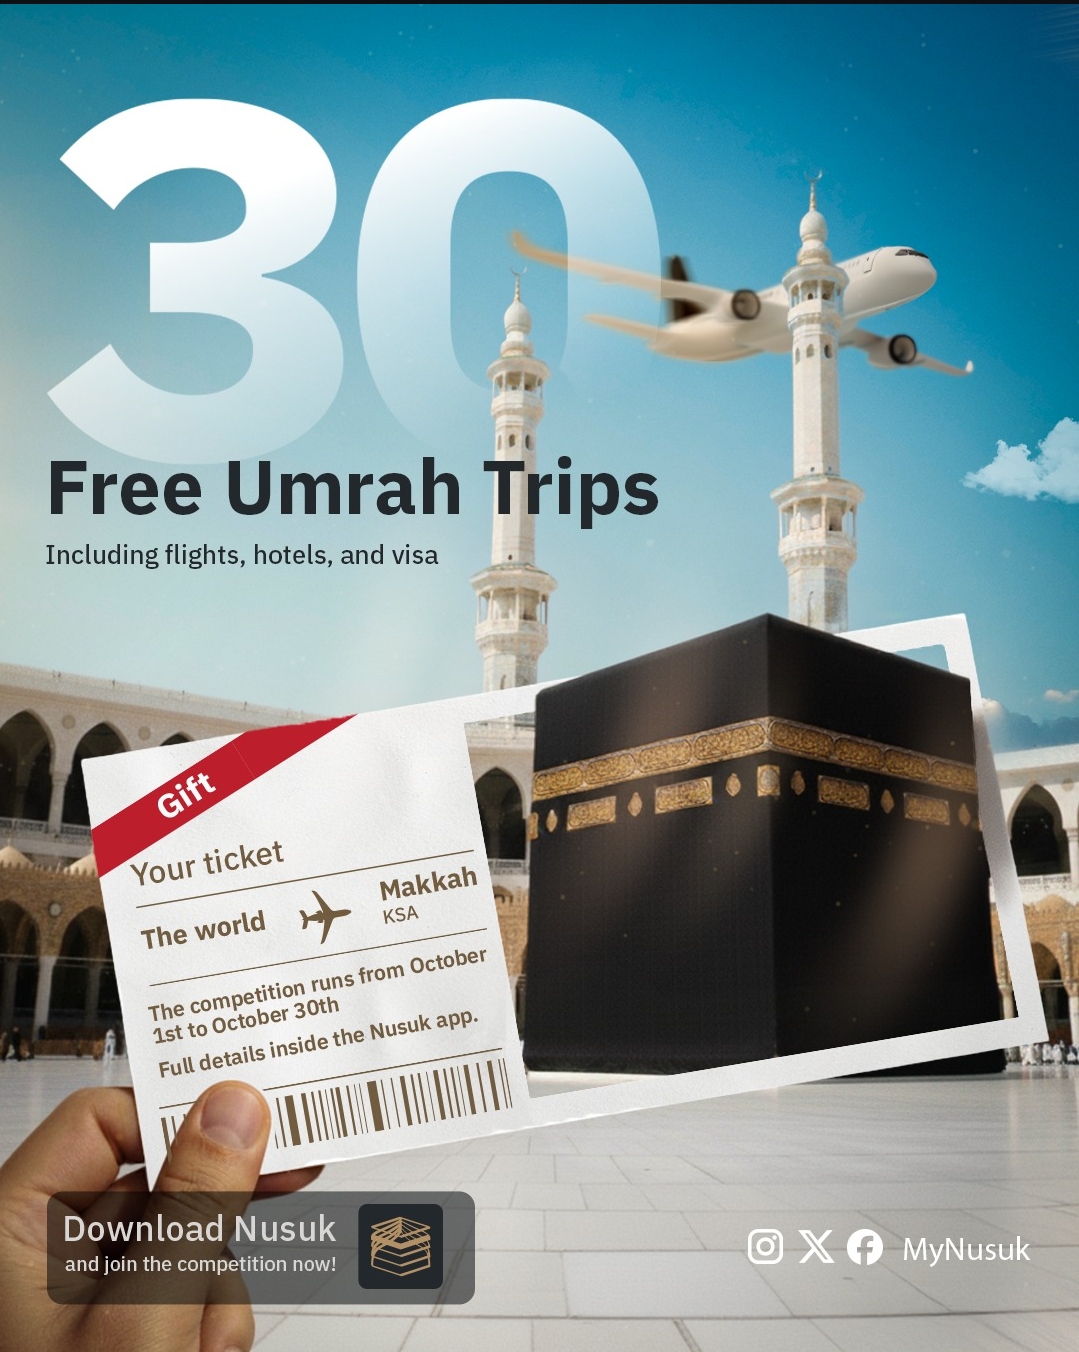 30
Free Umrah Trips
Including flights, hotels, and visa
Gift
Your ticket
The world
Makkah
KSA
The competition runs from October
1st to October 30th
Full details inside the Nusuk app.
Download Nusuk
and join the competition now!
MyNusuk